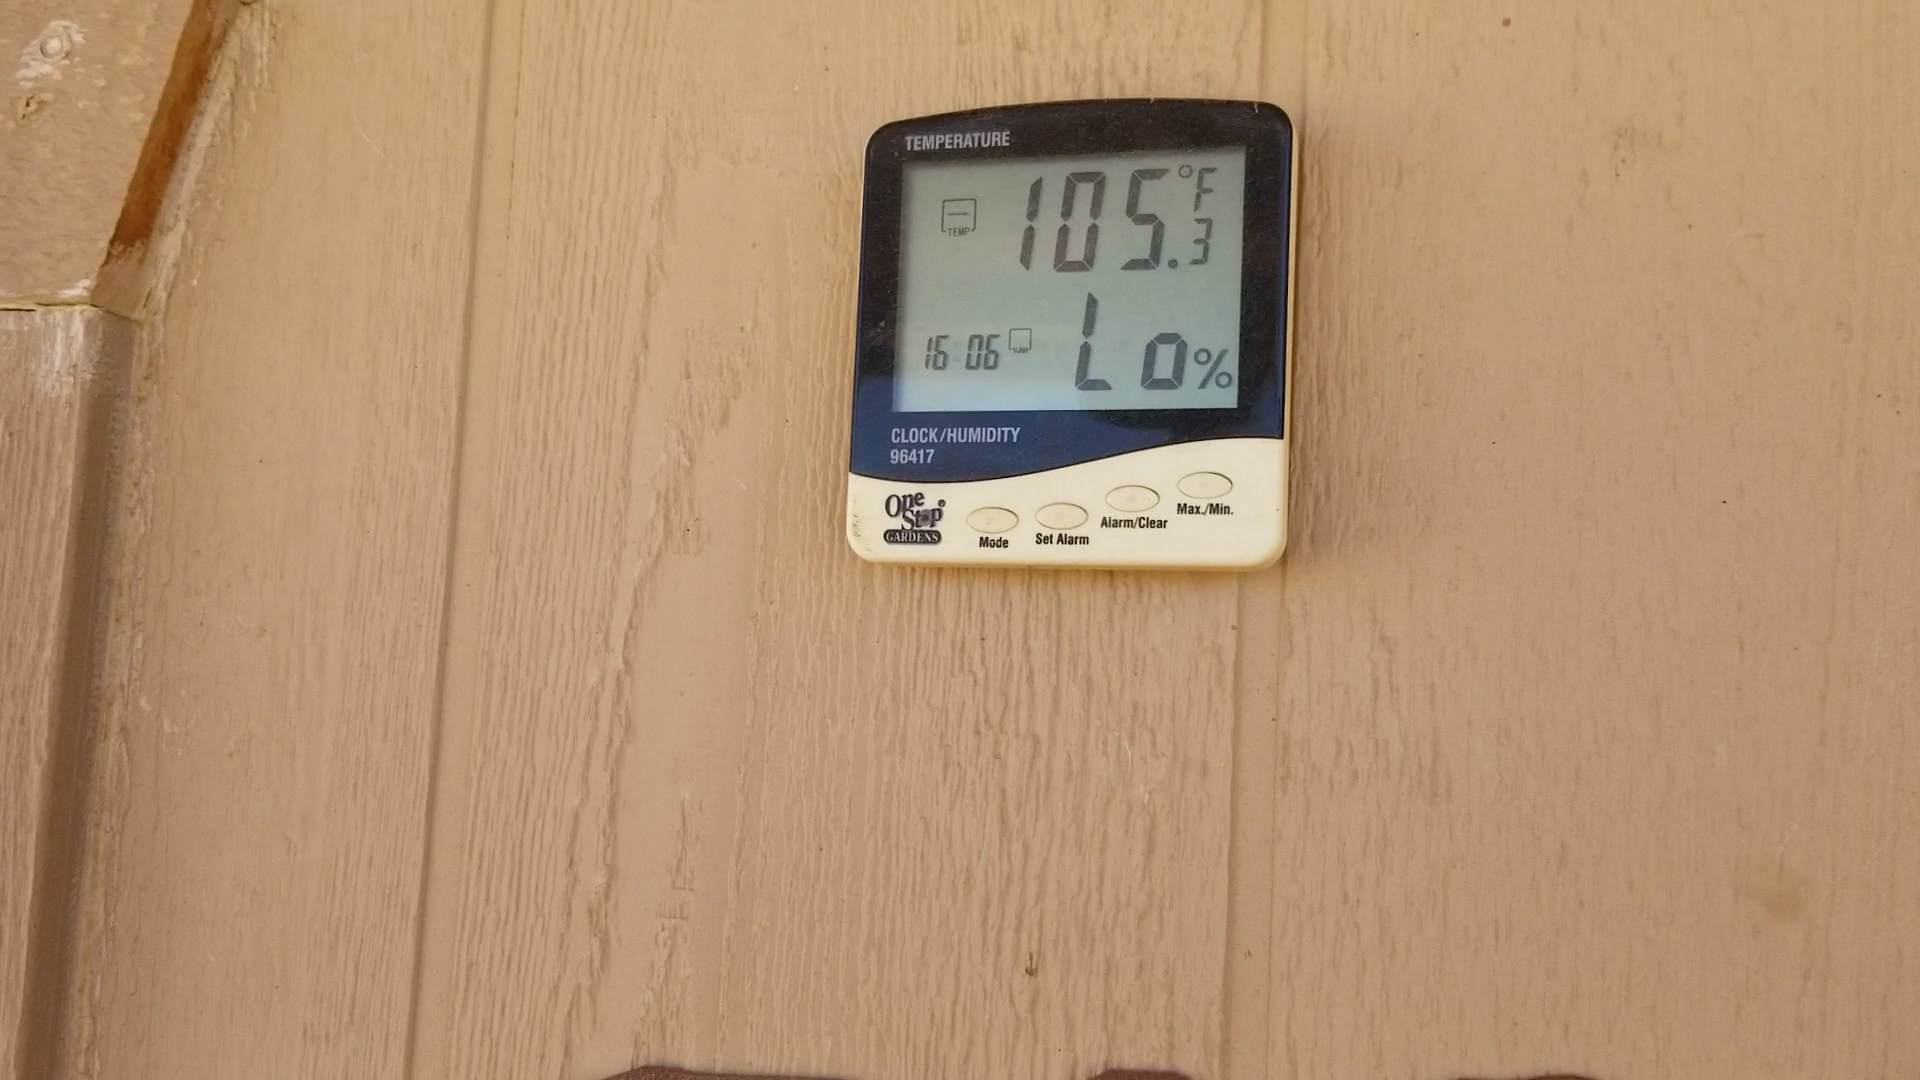 TEMPERATURE
105.3 °F
TEMP
16 06
Lo%
CLOCK/HUMIDITY
96417
One Stop® GARDENS
Mode
Set Alarm
Alarm/Clear
Max./Min.